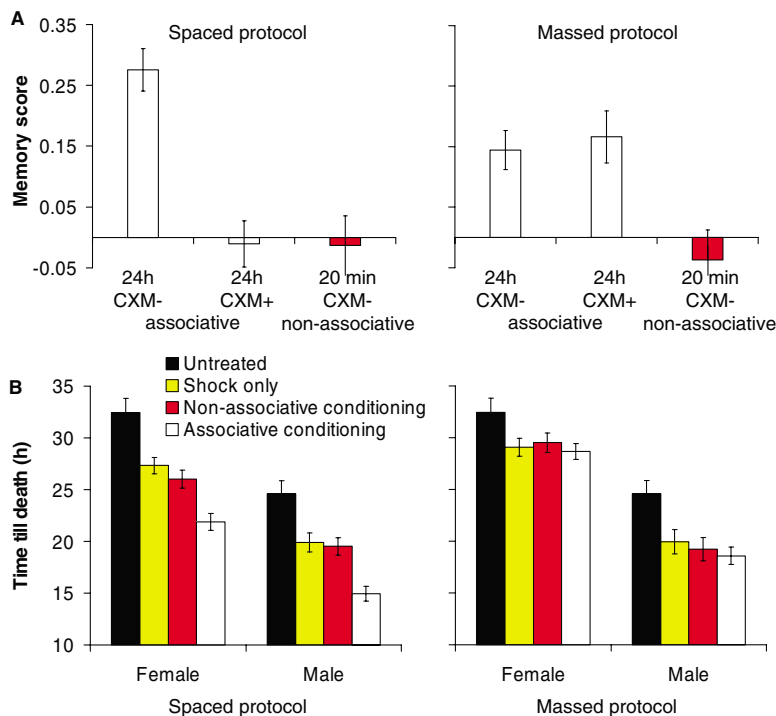 A
Spaced protocol
Massed protocol
Memory score
0.35
0.25
0.15
0.05
-0.05
24h
CXM-
24h
CXM+
20 min
CXM-
associative
non-associative
24h
CXM-
24h
CXM+
20 min
CXM-
associative
non-associative
B
Untreated
Shock only
Non-associative conditioning
Associative conditioning
Time till death (h)
35
30
25
20
15
10
Female
Male
Female
Male
Spaced protocol
Massed protocol